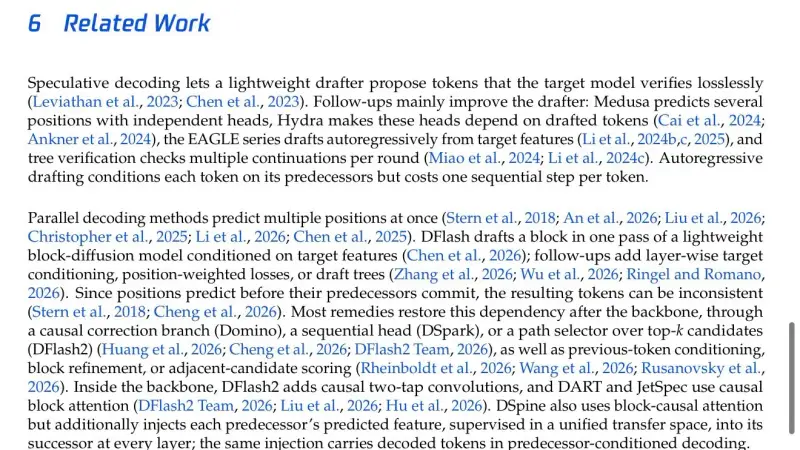 6 Related Work
Speculative decoding lets a lightweight drafter propose tokens that the target model verifies losslessly
(Leviathan et al., 2023; Chen et al., 2023). Follow-ups mainly improve the drafter: Medusa predicts several
positions with independent heads, Hydra makes these heads depend on drafted tokens (Cai et al., 2024;
Ankner et al., 2024), the EAGLE series drafts autoregressively from target features (Li et al., 2024b,c, 2025), and
tree verification checks multiple continuations per round (Miao et al., 2024; Li et al., 2024c). Autoregressive
drafting conditions each token on its predecessors but costs one sequential step per token.
Parallel decoding methods predict multiple positions at once (Stern et al., 2018; An et al., 2026; Liu et al., 2026;
Christopher et al., 2025; Li et al., 2026; Chen et al., 2025). DFlash drafts a block in one pass of a lightweight
block-diffusion model conditioned on target features (Chen et al., 2026); follow-ups add layer-wise target
conditioning, position-weighted losses, or draft trees (Zhang et al., 2026; Wu et al., 2026; Ringel and Romano,
2026). Since positions predict before their predecessors commit, the resulting tokens can be inconsistent
(Stern et al., 2018; Cheng et al., 2026). Most remedies restore this dependency after the backbone, through
a causal correction branch (Domino), a sequential head (DSpark), or a path selector over top-k candidates
(DFlash2) (Huang et al., 2026; Cheng et al., 2026; DFlash2 Team, 2026), as well as previous-token conditioning,
block refinement, or adjacent-candidate scoring (Rheinboldt et al., 2026; Wang et al., 2026; Rusanovsky et al.,
2026). Inside the backbone, DFlash2 adds causal two-tap convolutions, and DART and JetSpec use causal
block attention (DFlash2 Team, 2026; Liu et al., 2026; Hu et al., 2026). DSpine also uses block-causal attention
but additionally injects each predecessor's predicted feature, supervised in a unified transfer space, into its
successor at every layer; the same injection carries decoded tokens in predecessor-conditioned decoding.